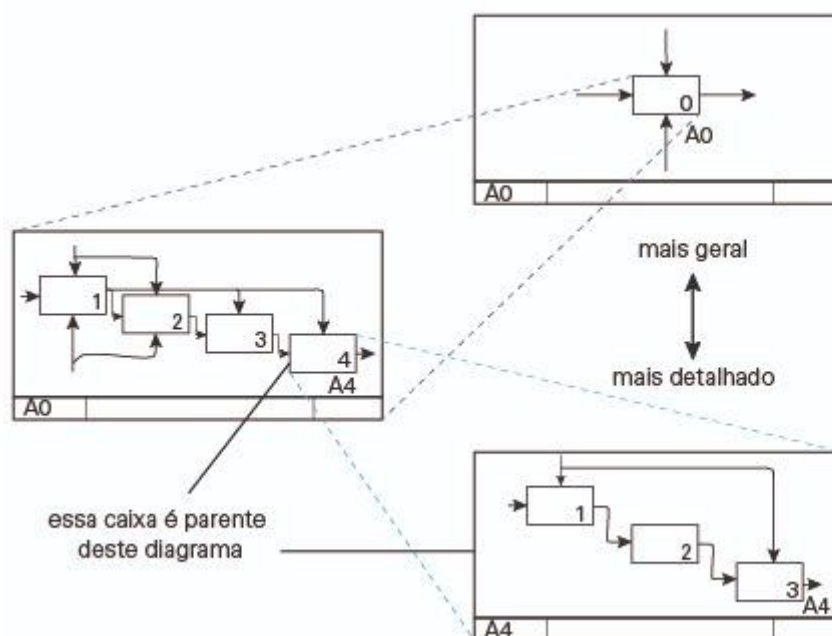 0
A0
A0
mais geral
mais detalhado
1
2
3
4
A4
A0
essa caixa é parente
deste diagrama
1
2
3
A4
A4